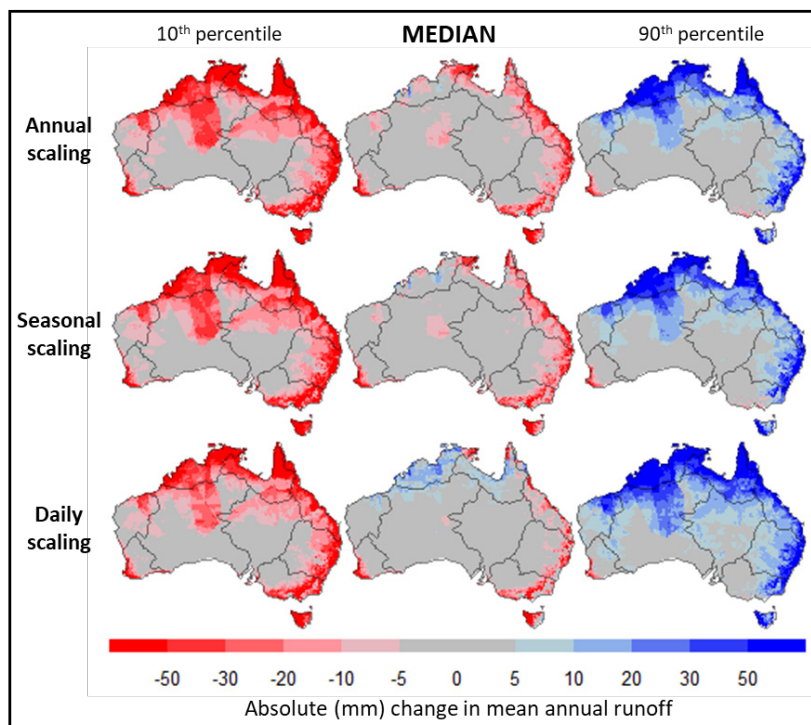 10th percentile MEDIAN 90th percentile
Annual
scaling
Seasonal
scaling
Daily
scaling
-50 -30 -20 -10 -5 0 5 10 20 30 50
Absolute (mm) change in mean annual runoff